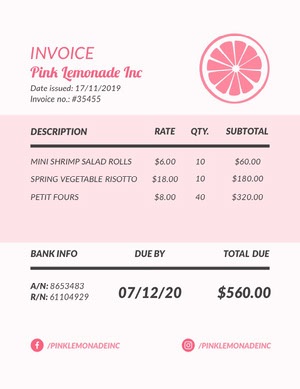 INVOICE
Pink Lemonade Inc
Date issued: 17/11/2019
Invoice no.: #35455
DESCRIPTION RATE QTY. SUBTOTAL
MINI SHRIMP SALAD ROLLS $6.00 10 $60.00
SPRING VEGETABLE RISOTTO $18.00 10 $180.00
PETIT FOURS $8.00 40 $320.00
BANK INFO DUE BY TOTAL DUE
A/N: 8653483
R/N: 61104929
07/12/20 $560.00
/PINKLEMONADEINC /PINKLEMONADEINC